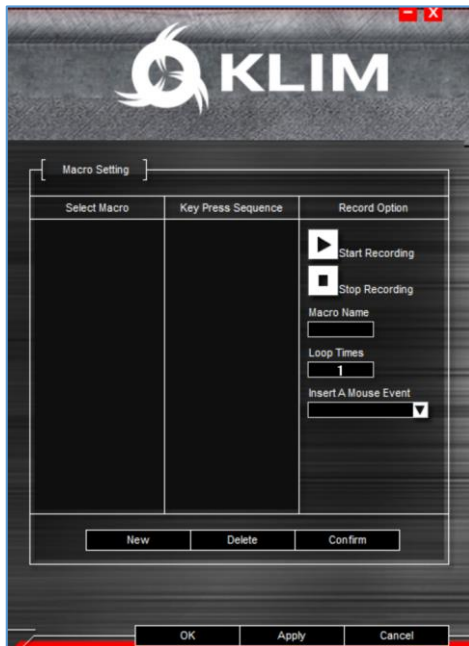 KLIM
Macro Setting
Select Macro Key Press Sequence Record Option
Start Recording
Stop Recording
Macro Name
Loop Times
1
Insert A Mouse Event
New Delete Confirm
OK Apply Cancel